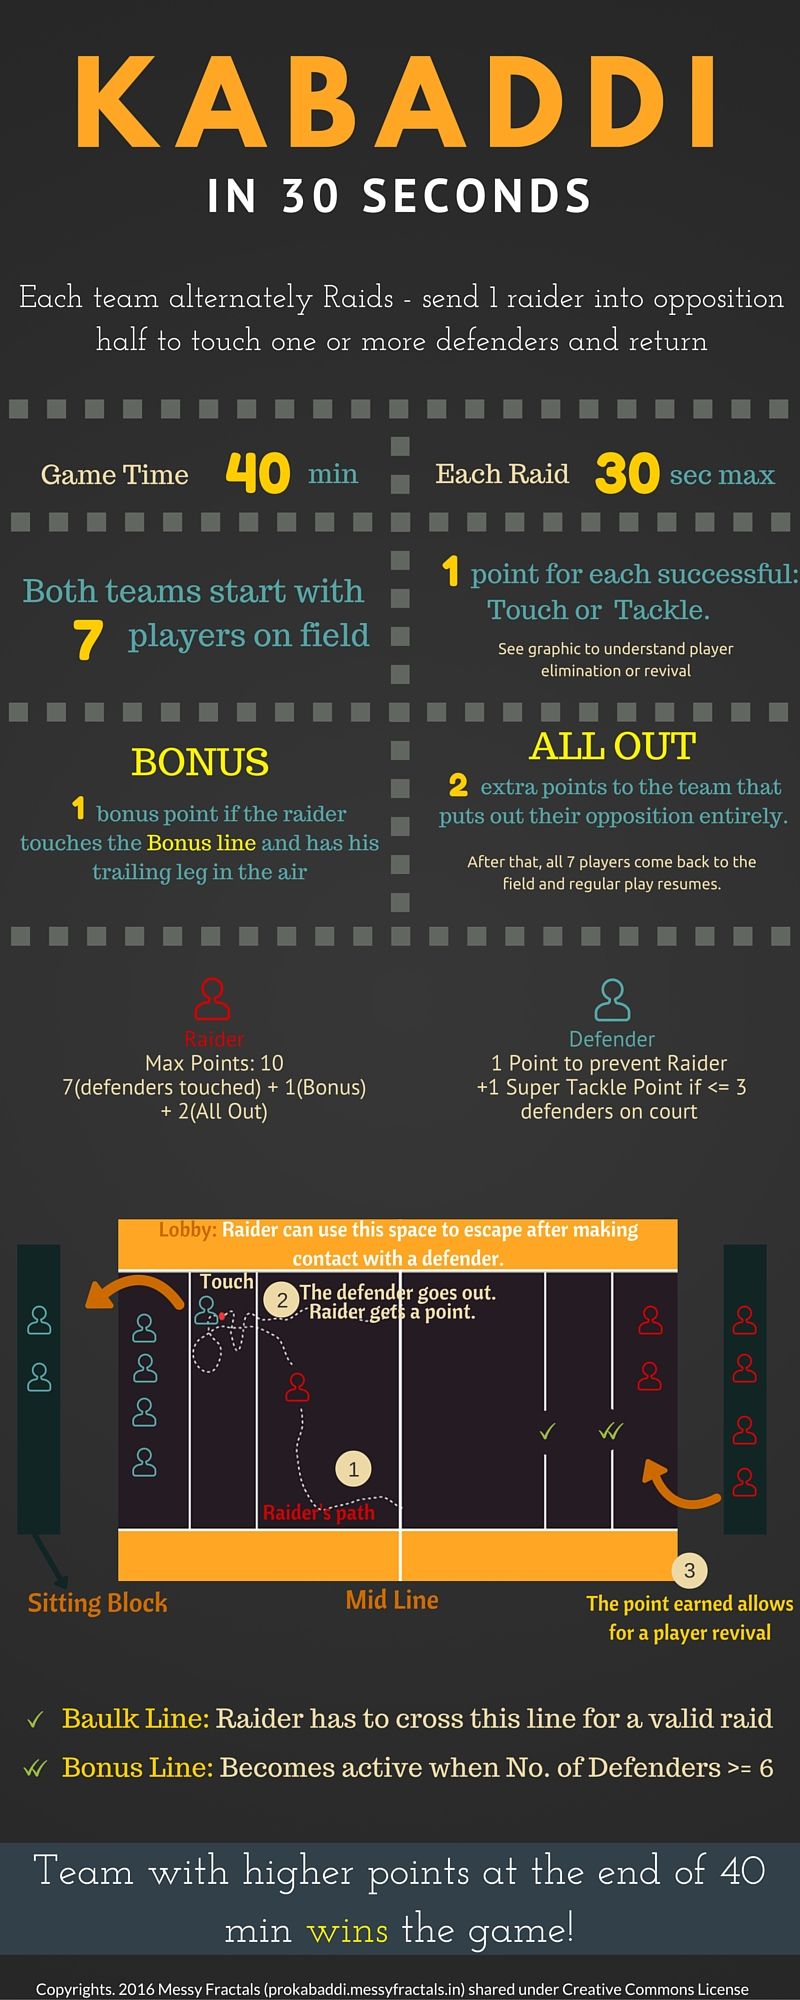 KABADDI
IN 30 SECONDS
Each team alternately Raids - send 1 raider into opposition
half to touch one or more defenders and return
Game Time 40 min
Each Raid 30 sec max
Both teams start with
7 players on field
1 point for each successful:
Touch or Tackle.
See graphic to understand player
elimination or revival
BONUS
1 bonus point if the raider
touches the Bonus line and has his
trailing leg in the air
ALL OUT
2 extra points to the team that
puts out their opposition entirely.
After that, all 7 players come back to the
field and regular play resumes.
Raider
Max Points: 10
7(defenders touched) + 1(Bonus)
+ 2(All Out)
Defender
1 Point to prevent Raider
+1 Super Tackle Point if <= 3
defenders on court
Lobby: Raider can use this space to escape after making
contact with a defender.
Touch
2
The defender goes out.
Raider gets a point.
1
Raider's path
3
Sitting Block
Mid Line
The point earned allows
for a player revival
✓ Baulk Line: Raider has to cross this line for a valid raid
✓✓ Bonus Line: Becomes active when No. of Defenders >= 6
Team with higher points at the end of 40
min wins the game!
Copyrights. 2016 Messy Fractals (prokabaddi.messyfractals.in) shared under Creative Commons License